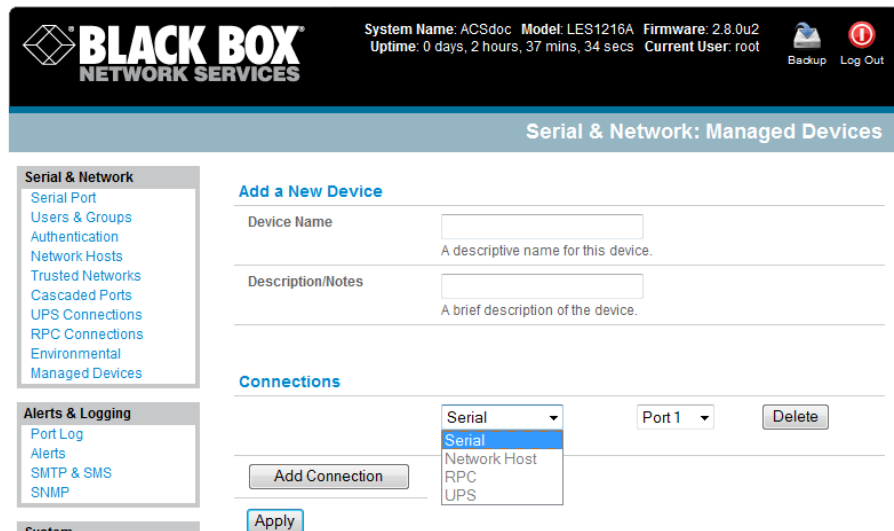 BLACK BOX
NETWORK SERVICES
System Name: ACSdoc Model: LES1216A Firmware: 2.8.0u2
Uptime: 0 days, 2 hours, 37 mins, 34 secs Current User: root
Backup Log Out
Serial & Network: Managed Devices
Serial & Network
Serial Port
Users & Groups
Authentication
Network Hosts
Trusted Networks
Cascaded Ports
UPS Connections
RPC Connections
Environmental
Managed Devices
Alerts & Logging
Port Log
Alerts
SMTP & SMS
SNMP
System
Add a New Device
Device Name
A descriptive name for this device.
Description/Notes
A brief description of the device.
Connections
Serial Port 1 Delete
Serial
Network Host
RPC
UPS
Add Connection
Apply